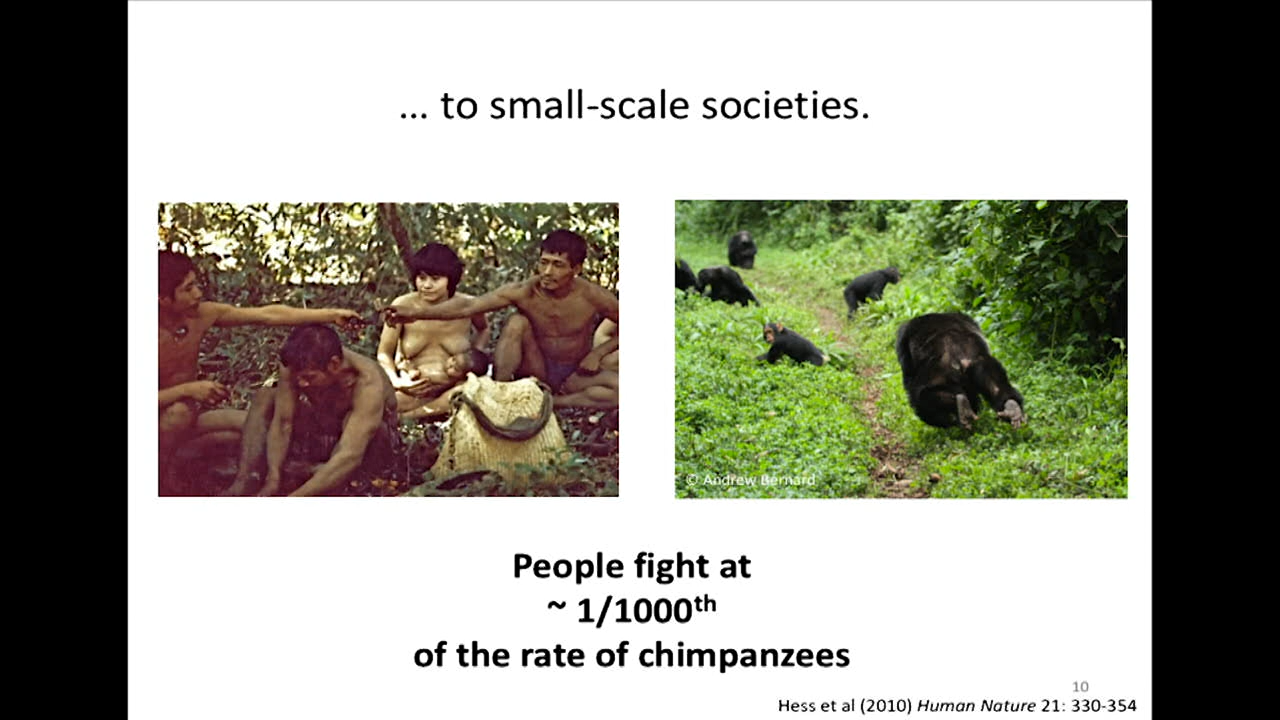 ... to small-scale societies.
© Andrew Bernard
People fight at
~ 1/1000th
of the rate of chimpanzees
10
Hess et al (2010) Human Nature 21: 330-354